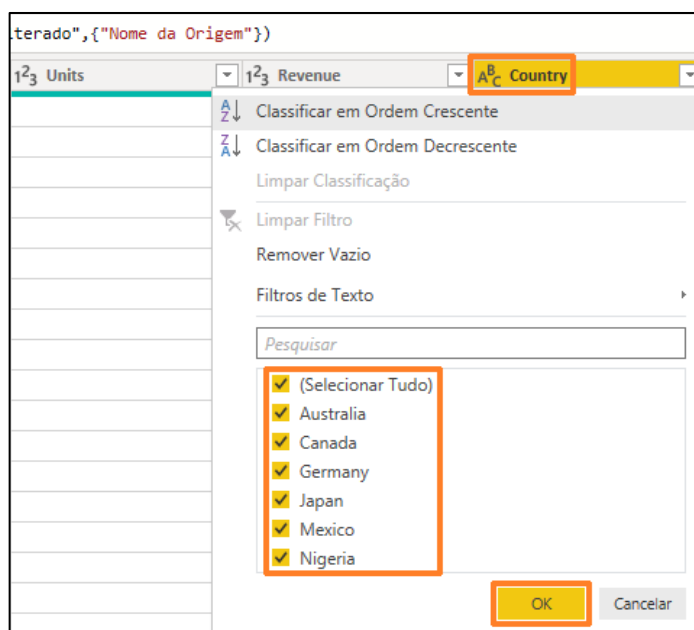 .terado",{"Nome da Origem"})
1²3 Units 1²3 Revenue ABC Country
AZ↓ Classificar em Ordem Crescente
ZA↓ Classificar em Ordem Decrescente
Limpar Classificação
Limpar Filtro
Remover Vazio
Filtros de Texto
Pesquisar
(Selecionar Tudo)
Australia
Canada
Germany
Japan
Mexico
Nigeria
OK Cancelar